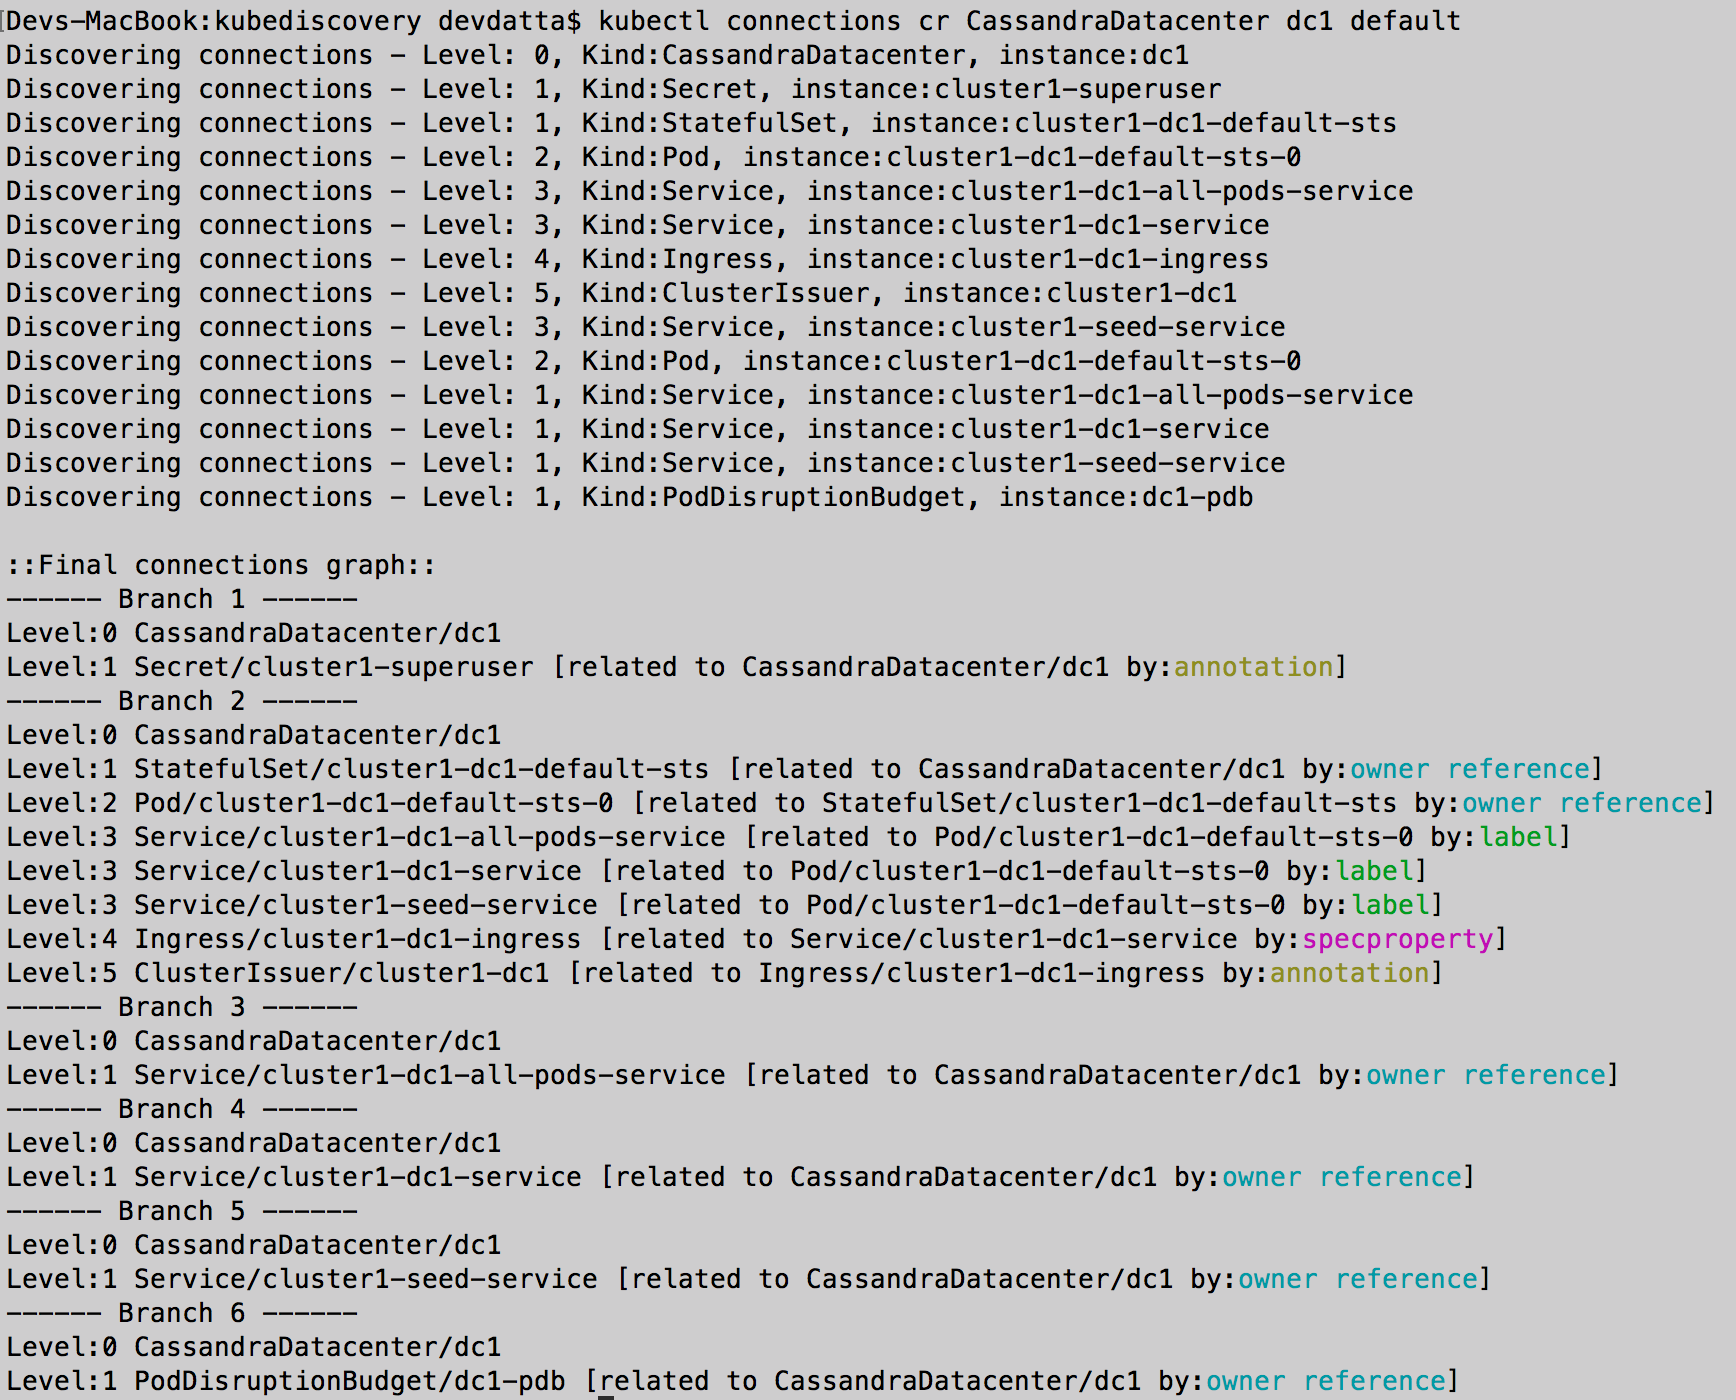 Devs-MacBook:kubediscovery devdatta$ kubectl connections cr CassandraDatacenter dc1 default
Discovering connections - Level: 0, Kind:CassandraDatacenter, instance:dc1
Discovering connections - Level: 1, Kind:Secret, instance:cluster1-superuser
Discovering connections - Level: 1, Kind:StatefulSet, instance:cluster1-dc1-default-sts
Discovering connections - Level: 2, Kind:Pod, instance:cluster1-dc1-default-sts-0
Discovering connections - Level: 3, Kind:Service, instance:cluster1-dc1-all-pods-service
Discovering connections - Level: 3, Kind:Service, instance:cluster1-dc1-service
Discovering connections - Level: 4, Kind:Ingress, instance:cluster1-dc1-ingress
Discovering connections - Level: 5, Kind:ClusterIssuer, instance:cluster1-dc1
Discovering connections - Level: 3, Kind:Service, instance:cluster1-seed-service
Discovering connections - Level: 2, Kind:Pod, instance:cluster1-dc1-default-sts-0
Discovering connections - Level: 1, Kind:Service, instance:cluster1-dc1-all-pods-service
Discovering connections - Level: 1, Kind:Service, instance:cluster1-dc1-service
Discovering connections - Level: 1, Kind:Service, instance:cluster1-seed-service
Discovering connections - Level: 1, Kind:PodDisruptionBudget, instance:dc1-pdb
::Final connections graph::
------ Branch 1 ------
Level:0 CassandraDatacenter/dc1
Level:1 Secret/cluster1-superuser [related to CassandraDatacenter/dc1 by:annotation]
------ Branch 2 ------
Level:0 CassandraDatacenter/dc1
Level:1 StatefulSet/cluster1-dc1-default-sts [related to CassandraDatacenter/dc1 by:owner reference]
Level:2 Pod/cluster1-dc1-default-sts-0 [related to StatefulSet/cluster1-dc1-default-sts by:owner reference]
Level:3 Service/cluster1-dc1-all-pods-service [related to Pod/cluster1-dc1-default-sts-0 by:label]
Level:3 Service/cluster1-dc1-service [related to Pod/cluster1-dc1-default-sts-0 by:label]
Level:3 Service/cluster1-seed-service [related to Pod/cluster1-dc1-default-sts-0 by:label]
Level:4 Ingress/cluster1-dc1-ingress [related to Service/cluster1-dc1-service by:specproperty]
Level:5 ClusterIssuer/cluster1-dc1 [related to Ingress/cluster1-dc1-ingress by:annotation]
------ Branch 3 ------
Level:0 CassandraDatacenter/dc1
Level:1 Service/cluster1-dc1-all-pods-service [related to CassandraDatacenter/dc1 by:owner reference]
------ Branch 4 ------
Level:0 CassandraDatacenter/dc1
Level:1 Service/cluster1-dc1-service [related to CassandraDatacenter/dc1 by:owner reference]
------ Branch 5 ------
Level:0 CassandraDatacenter/dc1
Level:1 Service/cluster1-seed-service [related to CassandraDatacenter/dc1 by:owner reference]
------ Branch 6 ------
Level:0 CassandraDatacenter/dc1
Level:1 PodDisruptionBudget/dc1-pdb [related to CassandraDatacenter/dc1 by:owner reference]